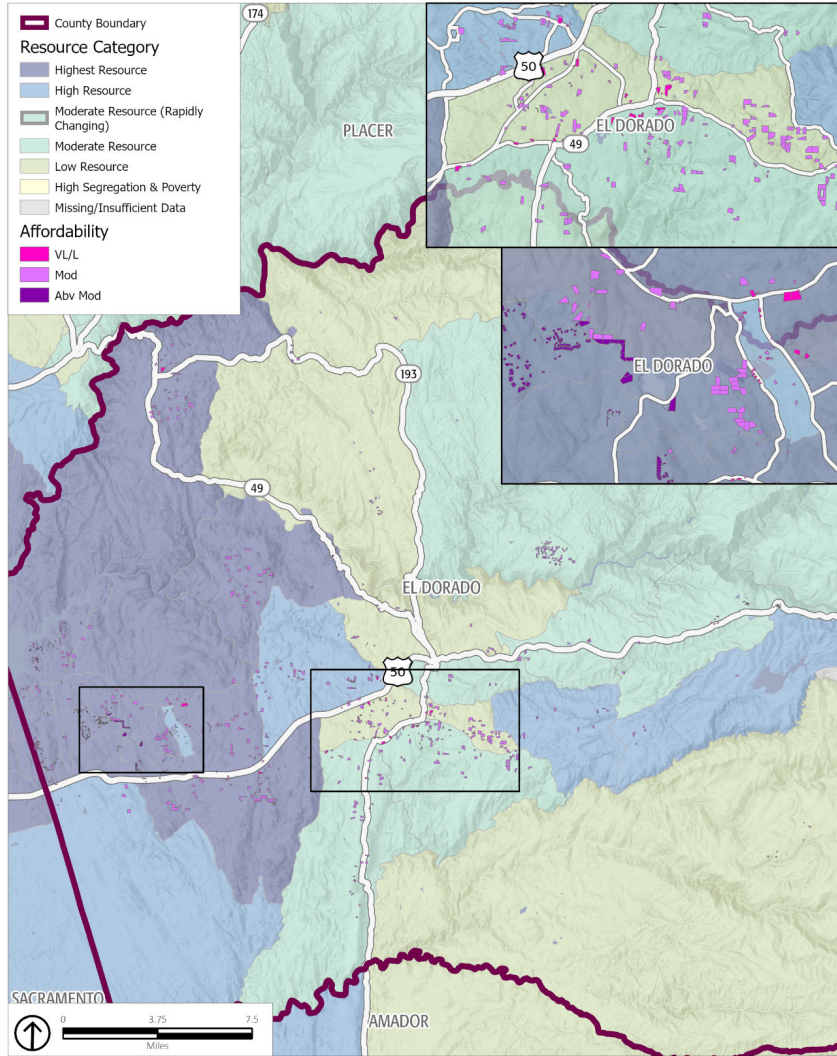 County Boundary
Resource Category
Highest Resource
High Resource
Moderate Resource (Rapidly
Changing)
Moderate Resource
Low Resource
High Segregation & Poverty
Missing/Insufficient Data
Affordability
VL/L
Mod
Abv Mod
174
PLACER
50
EL DORADO
49
EL DORADO
193
49
EL DORADO
50
SACRAMENTO
AMADOR
0 3.75 7.5
Miles